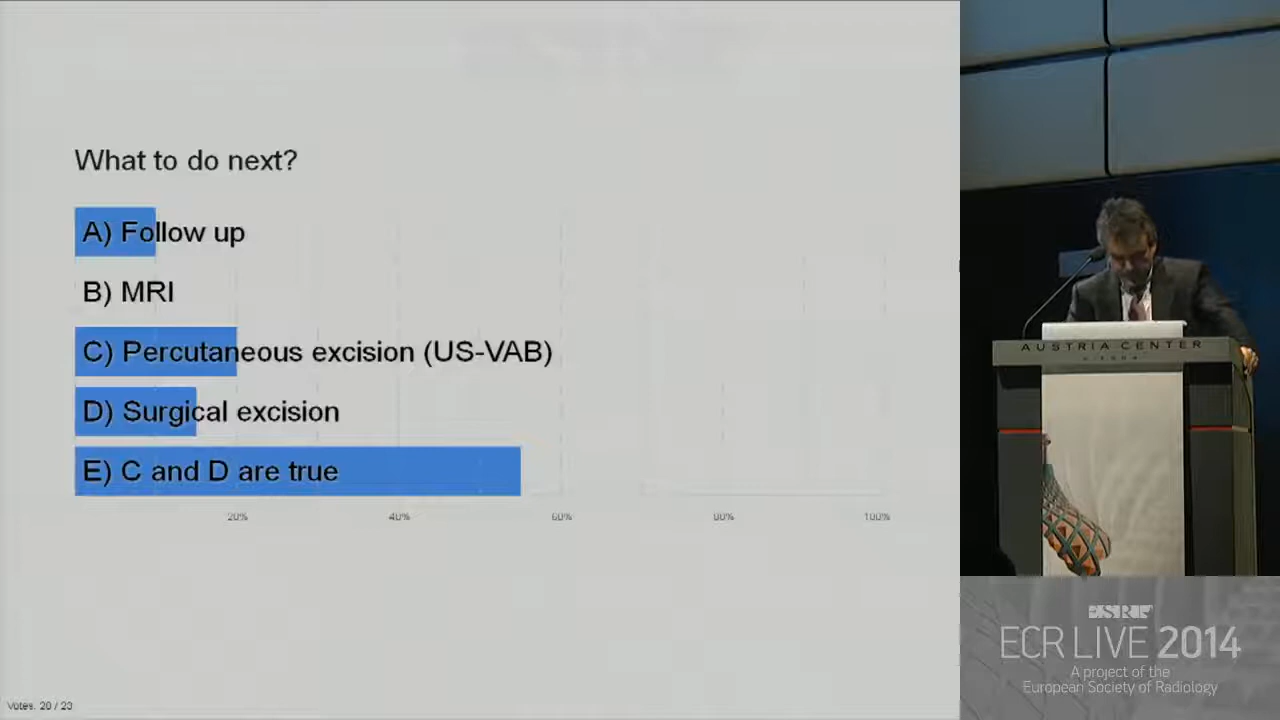 What to do next?
A) Follow up
B) MRI
C) Percutaneous excision (US-VAB)
D) Surgical excision
E) C and D are true
20%
40%
60%
80%
100%
Votes: 20 / 23
AUSTRIA CENTER
VIENNA
ESR
ECR LIVE 2014
A project of the
European Society of Radiology